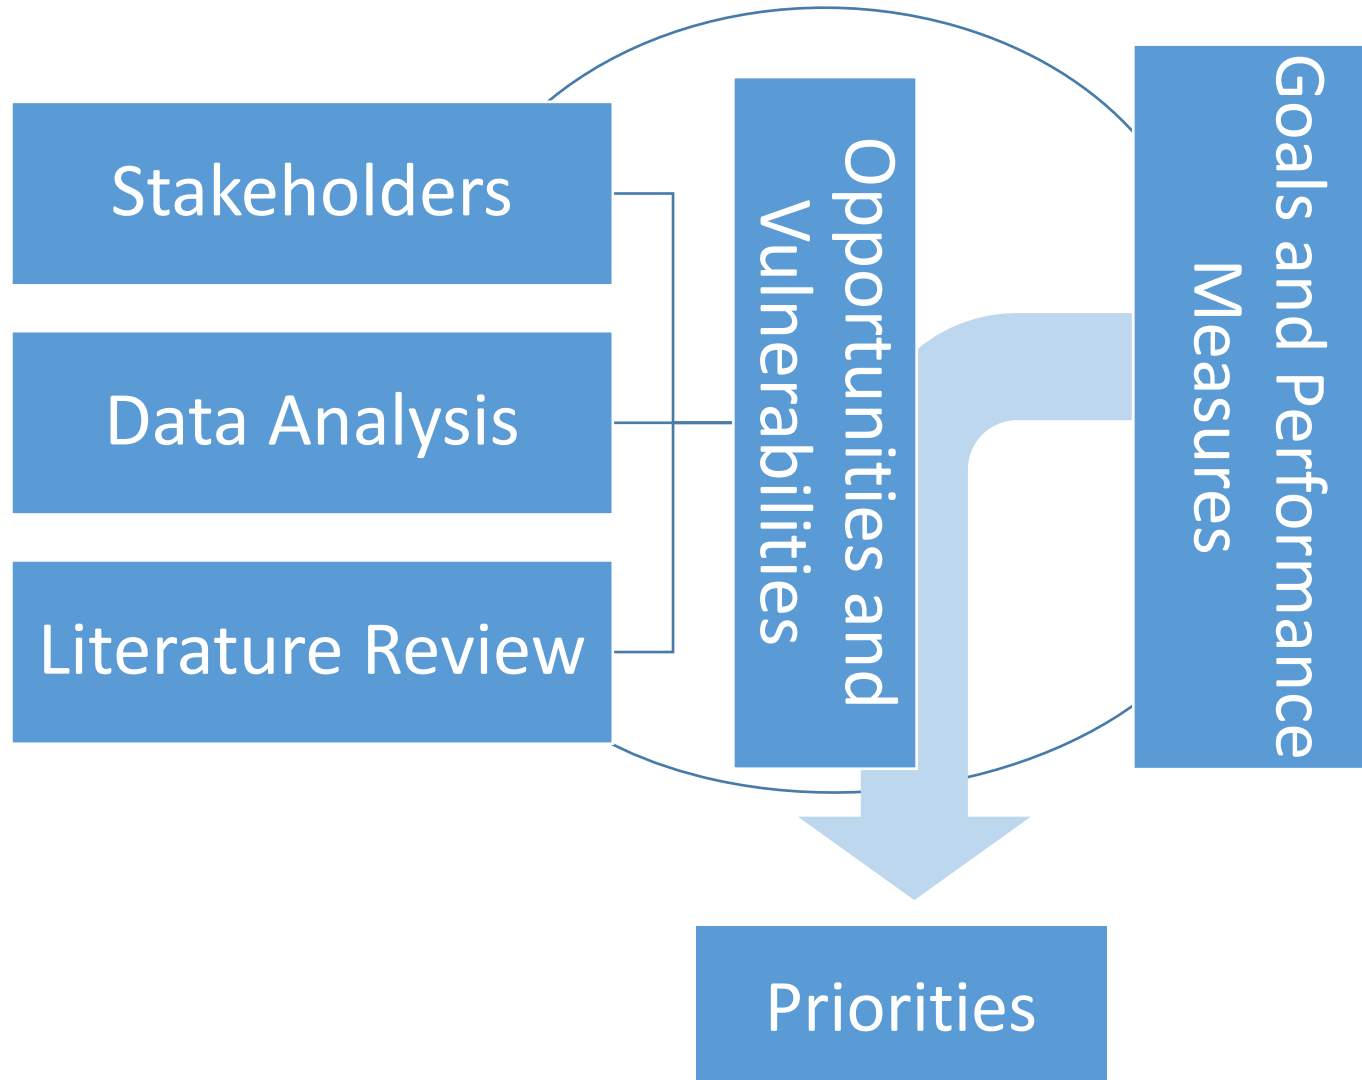 Stakeholders
Data Analysis
Literature Review
Opportunities and
Vulnerabilities
Goals and Performance
Measures
Priorities